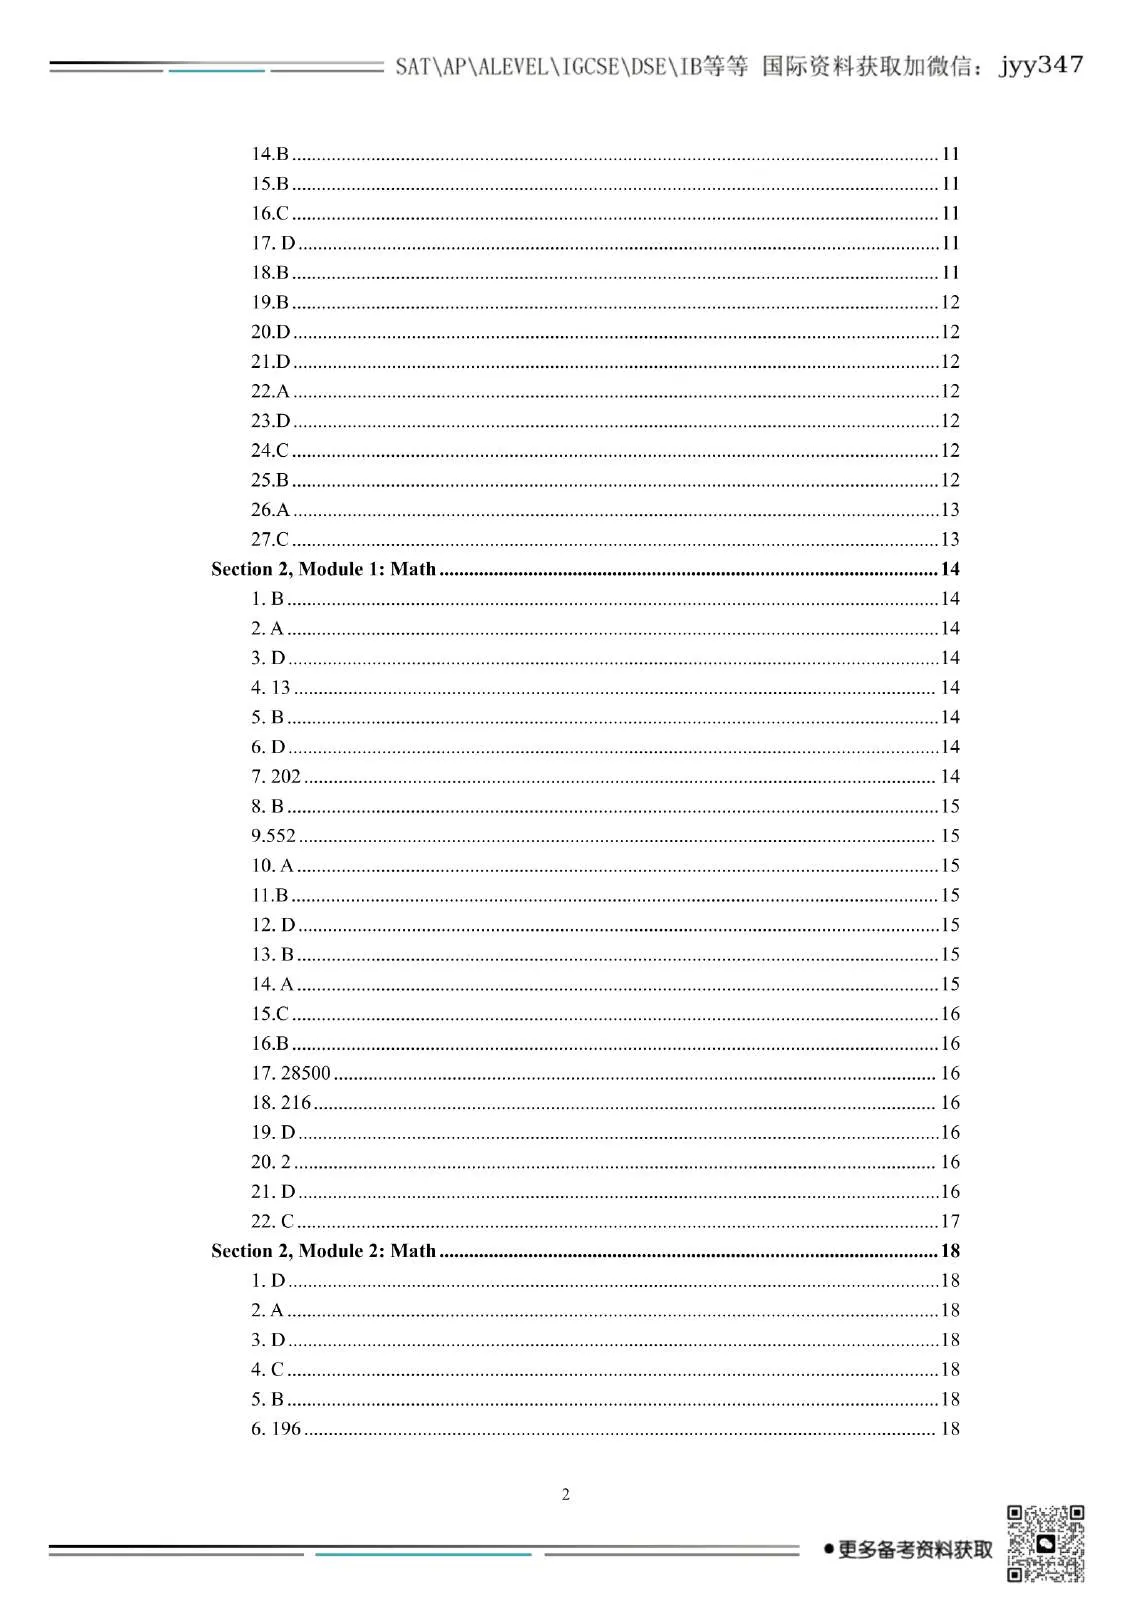 SAT\AP\ALEVEL\IGCSE\DSE\IB等等 国际资料获取加微信：jyy347
14.B........11
15.B........11
16.C........11
17. D........11
18.B........11
19.B........12
20.D........12
21.D........12
22.A........12
23.D........12
24.C........12
25.B........12
26.A........13
27.C........13
Section 2, Module 1: Math........14
1. B........14
2. A........14
3. D........14
4. 13........14
5. B........14
6. D........14
7. 202........14
8. B........15
9.552........15
10. A........15
11.B........15
12. D........15
13. B........15
14. A........15
15.C........16
16.B........16
17. 28500........16
18. 216........16
19. D........16
20. 2........16
21. D........16
22. C........17
Section 2, Module 2: Math........18
1. D........18
2. A........18
3. D........18
4. C........18
5. B........18
6. 196........18
2
●更多备考资料获取